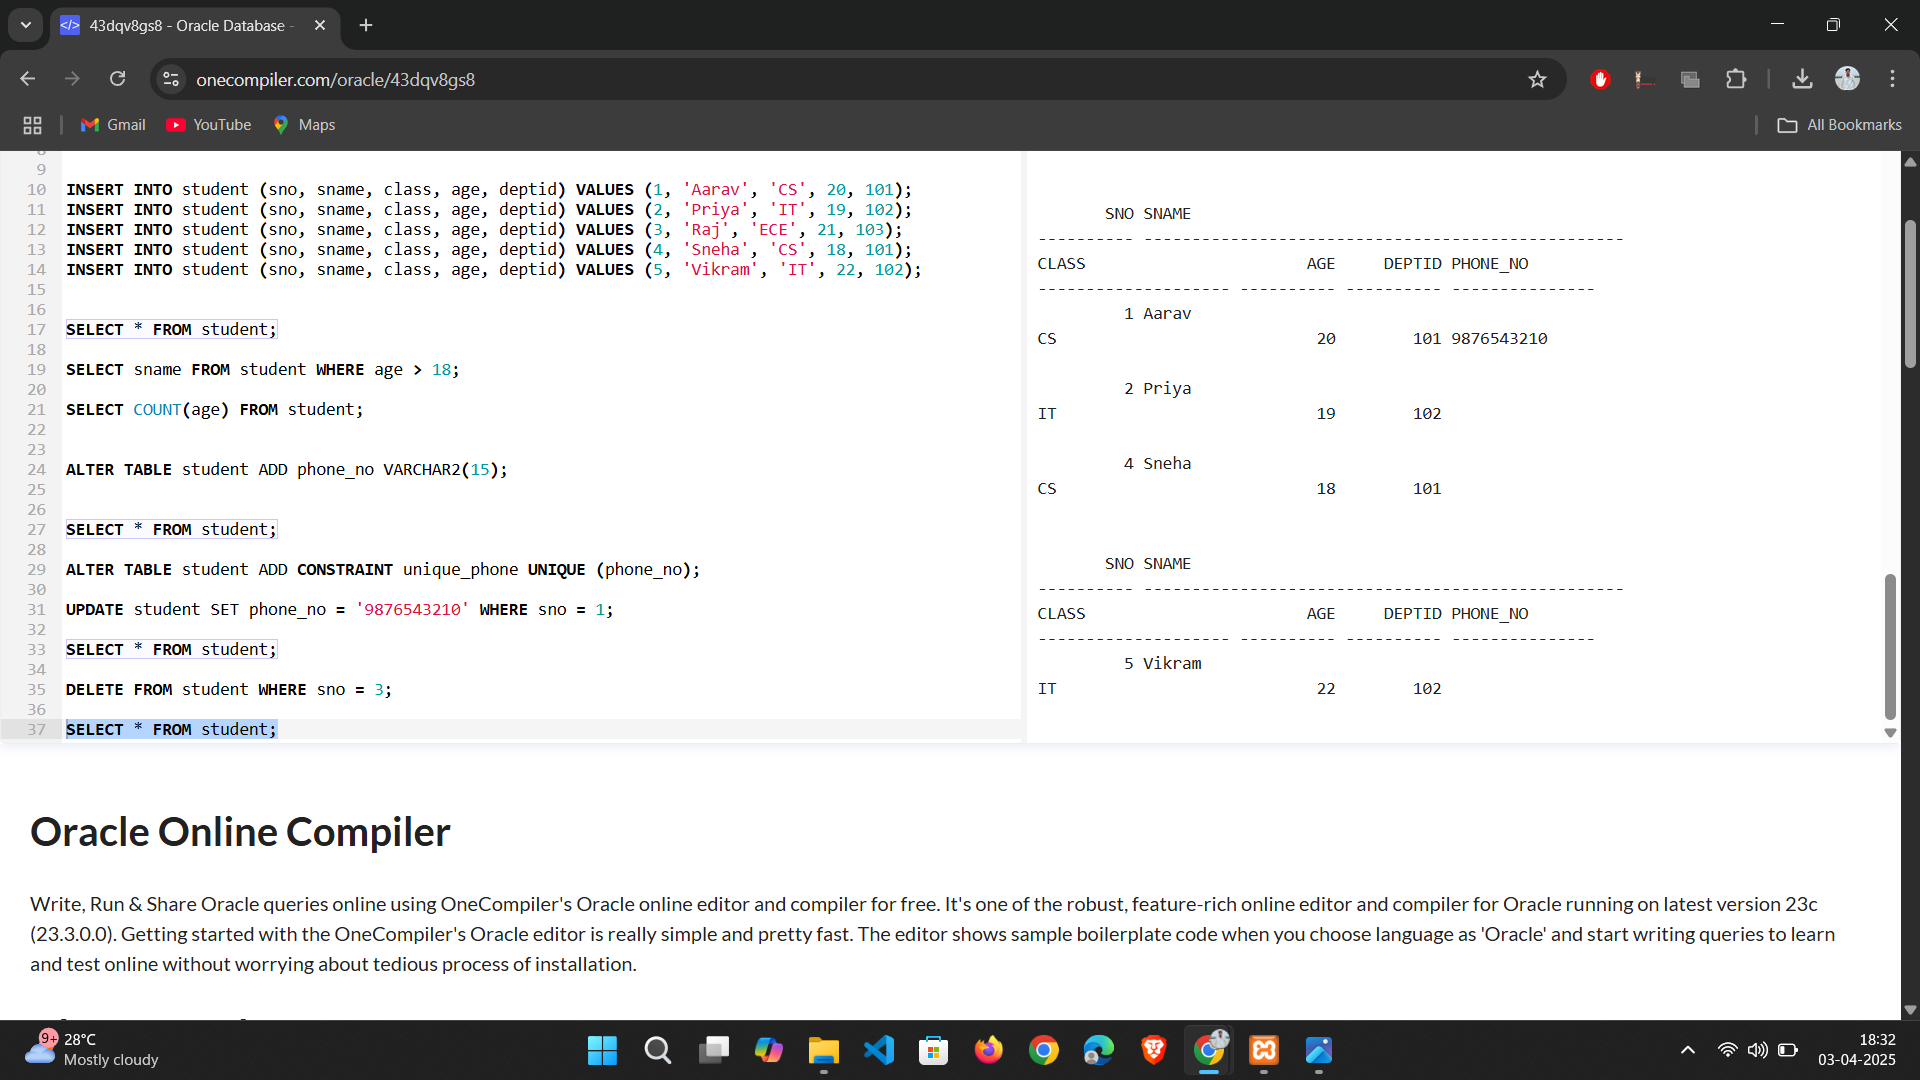 43dqv8gs8 - Oracle Database -
onecompiler.com/oracle/43dqv8gs8
Gmail YouTube Maps All Bookmarks
9
10 INSERT INTO student (sno, sname, class, age, deptid) VALUES (1, 'Aarav', 'CS', 20, 101);
11 INSERT INTO student (sno, sname, class, age, deptid) VALUES (2, 'Priya', 'IT', 19, 102);
12 INSERT INTO student (sno, sname, class, age, deptid) VALUES (3, 'Raj', 'ECE', 21, 103);
13 INSERT INTO student (sno, sname, class, age, deptid) VALUES (4, 'Sneha', 'CS', 18, 101);
14 INSERT INTO student (sno, sname, class, age, deptid) VALUES (5, 'Vikram', 'IT', 22, 102);
15
16
17 SELECT * FROM student;
18
19 SELECT sname FROM student WHERE age > 18;
20
21 SELECT COUNT(age) FROM student;
22
23
24 ALTER TABLE student ADD phone_no VARCHAR2(15);
25
26
27 SELECT * FROM student;
28
29 ALTER TABLE student ADD CONSTRAINT unique_phone UNIQUE (phone_no);
30
31 UPDATE student SET phone_no = '9876543210' WHERE sno = 1;
32
33 SELECT * FROM student;
34
35 DELETE FROM student WHERE sno = 3;
36
37 SELECT * FROM student;
SNO SNAME
---------- --------------------------------------------------
CLASS AGE DEPTID PHONE_NO
-------------------- ---------- ---------- ---------------
1 Aarav
CS 20 101 9876543210
2 Priya
IT 19 102
4 Sneha
CS 18 101
SNO SNAME
---------- --------------------------------------------------
CLASS AGE DEPTID PHONE_NO
-------------------- ---------- ---------- ---------------
5 Vikram
IT 22 102
Oracle Online Compiler
Write, Run & Share Oracle queries online using OneCompiler's Oracle online editor and compiler for free. It's one of the robust, feature-rich online editor and compiler for Oracle running on latest version 23c
(23.3.0.0). Getting started with the OneCompiler's Oracle editor is really simple and pretty fast. The editor shows sample boilerplate code when you choose language as 'Oracle' and start writing queries to learn
and test online without worrying about tedious process of installation.
9+ 28°C
Mostly cloudy
18:32
03-04-2025